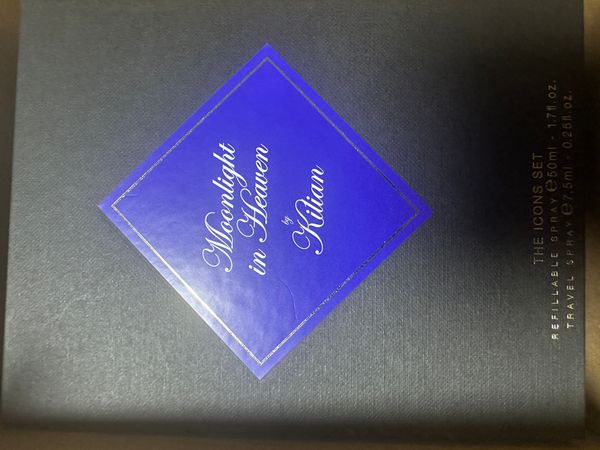 Moonlight
in Heaven
by
Kilian
THE ICONS SET
REFILLABLE SPRAY ℮50ml - 1.7fl.oz.
TRAVEL SPRAY ℮7.5ml - 0.25fl.oz.